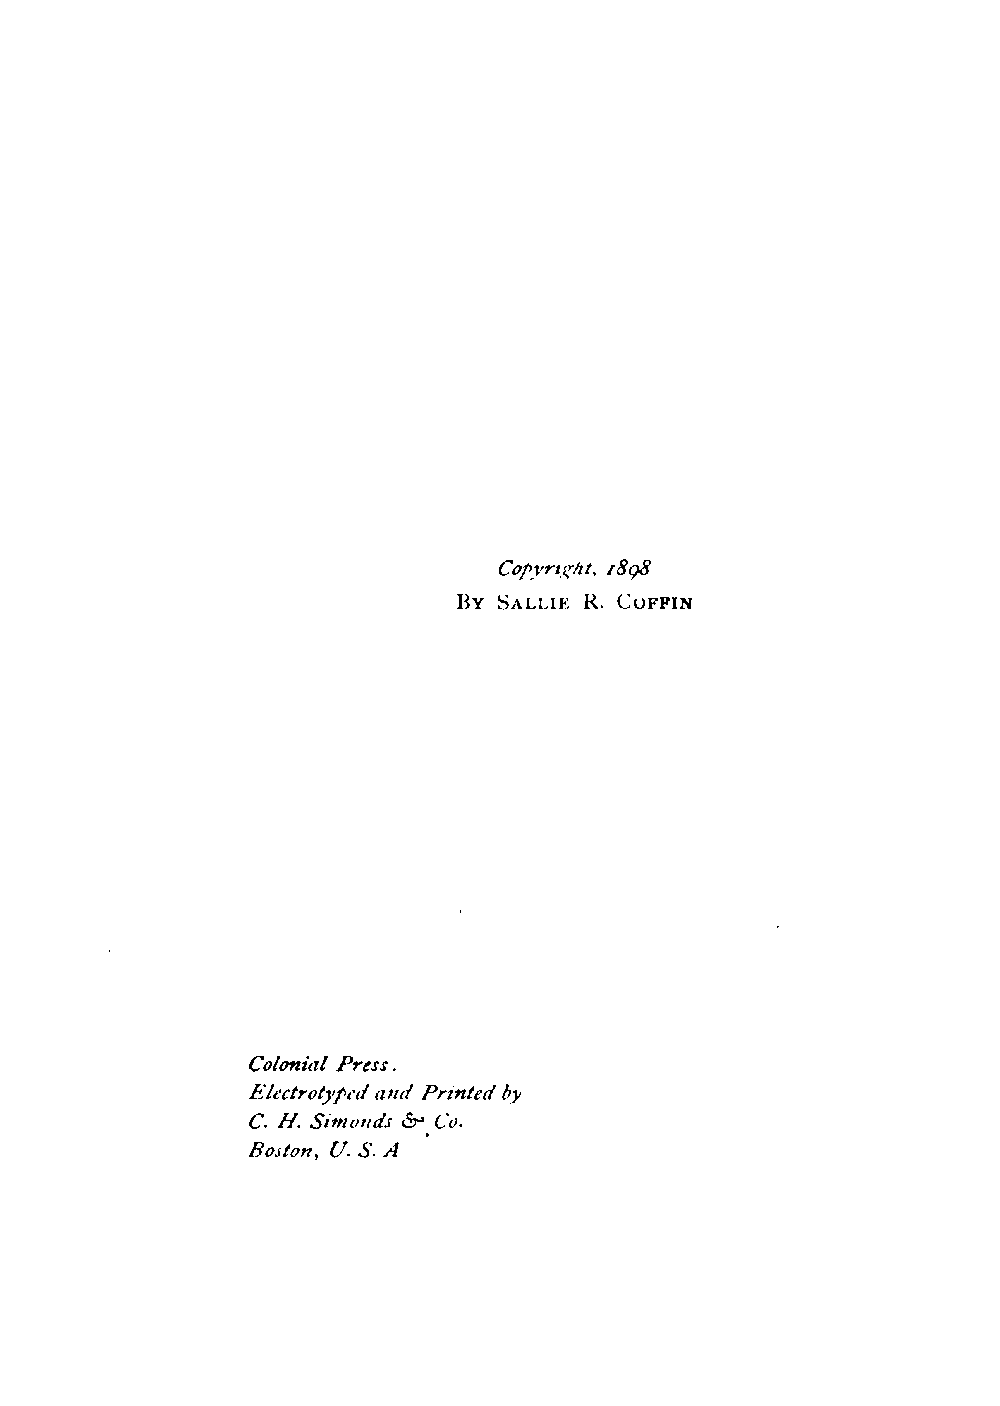 Copyright, 1898
BY SALLIE R. COFFIN
Colonial Press.
Electrotyped and Printed by
C. H. Simonds & Co.
Boston, U. S. A